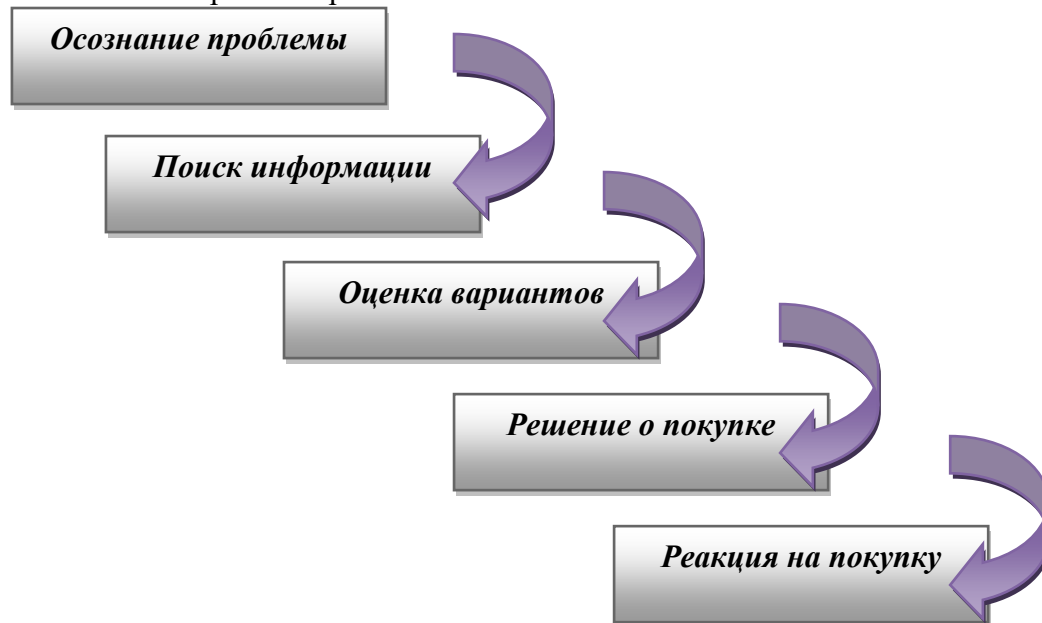 Осознание проблемы
Поиск информации
Оценка вариантов
Решение о покупке
Реакция на покупку